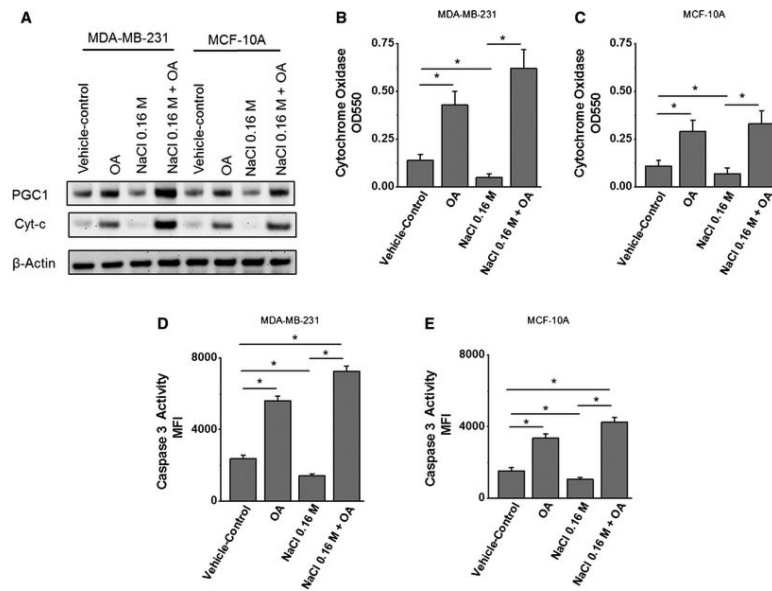 A
MDA-MB-231 MCF-10A
Vehicle-control
OA
NaCl 0.16 M
NaCl 0.16 M + OA
Vehicle-control
OA
NaCl 0.16 M
NaCl 0.16 M + OA
PGC1
Cyt-c
β-Actin
B
MDA-MB-231
Cytochrome Oxidase
OD550
0.75
0.50
0.25
0.00
* * *
Vehicle-Control
OA
NaCl 0.16 M
NaCl 0.16 M + OA
C
MCF-10A
Cytochrome Oxidase
OD550
0.75
0.50
0.25
0.00
* * *
Vehicle-Control
OA
NaCl 0.16 M
NaCl 0.16 M + OA
D
MDA-MB-231
Caspase 3 Activity
MFI
8000
4000
0
* * * *
Vehicle-Control
OA
NaCl 0.16 M
NaCl 0.16 M + OA
E
MCF-10A
Caspase 3 Activity
MFI
8000
4000
0
* * * *
Vehicle-Control
OA
NaCl 0.16 M
NaCl 0.16 M + OA